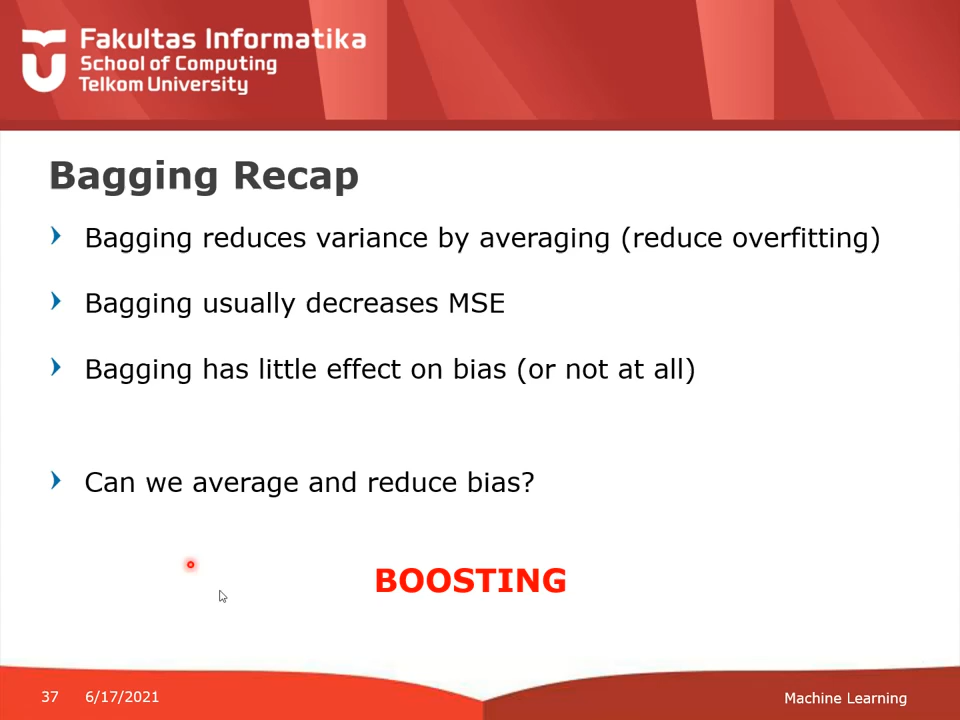 Fakultas Informatika
School of Computing
Telkom University
Bagging Recap
Bagging reduces variance by averaging (reduce overfitting)
Bagging usually decreases MSE
Bagging has little effect on bias (or not at all)
Can we average and reduce bias?
BOOSTING
37 6/17/2021
Machine Learning